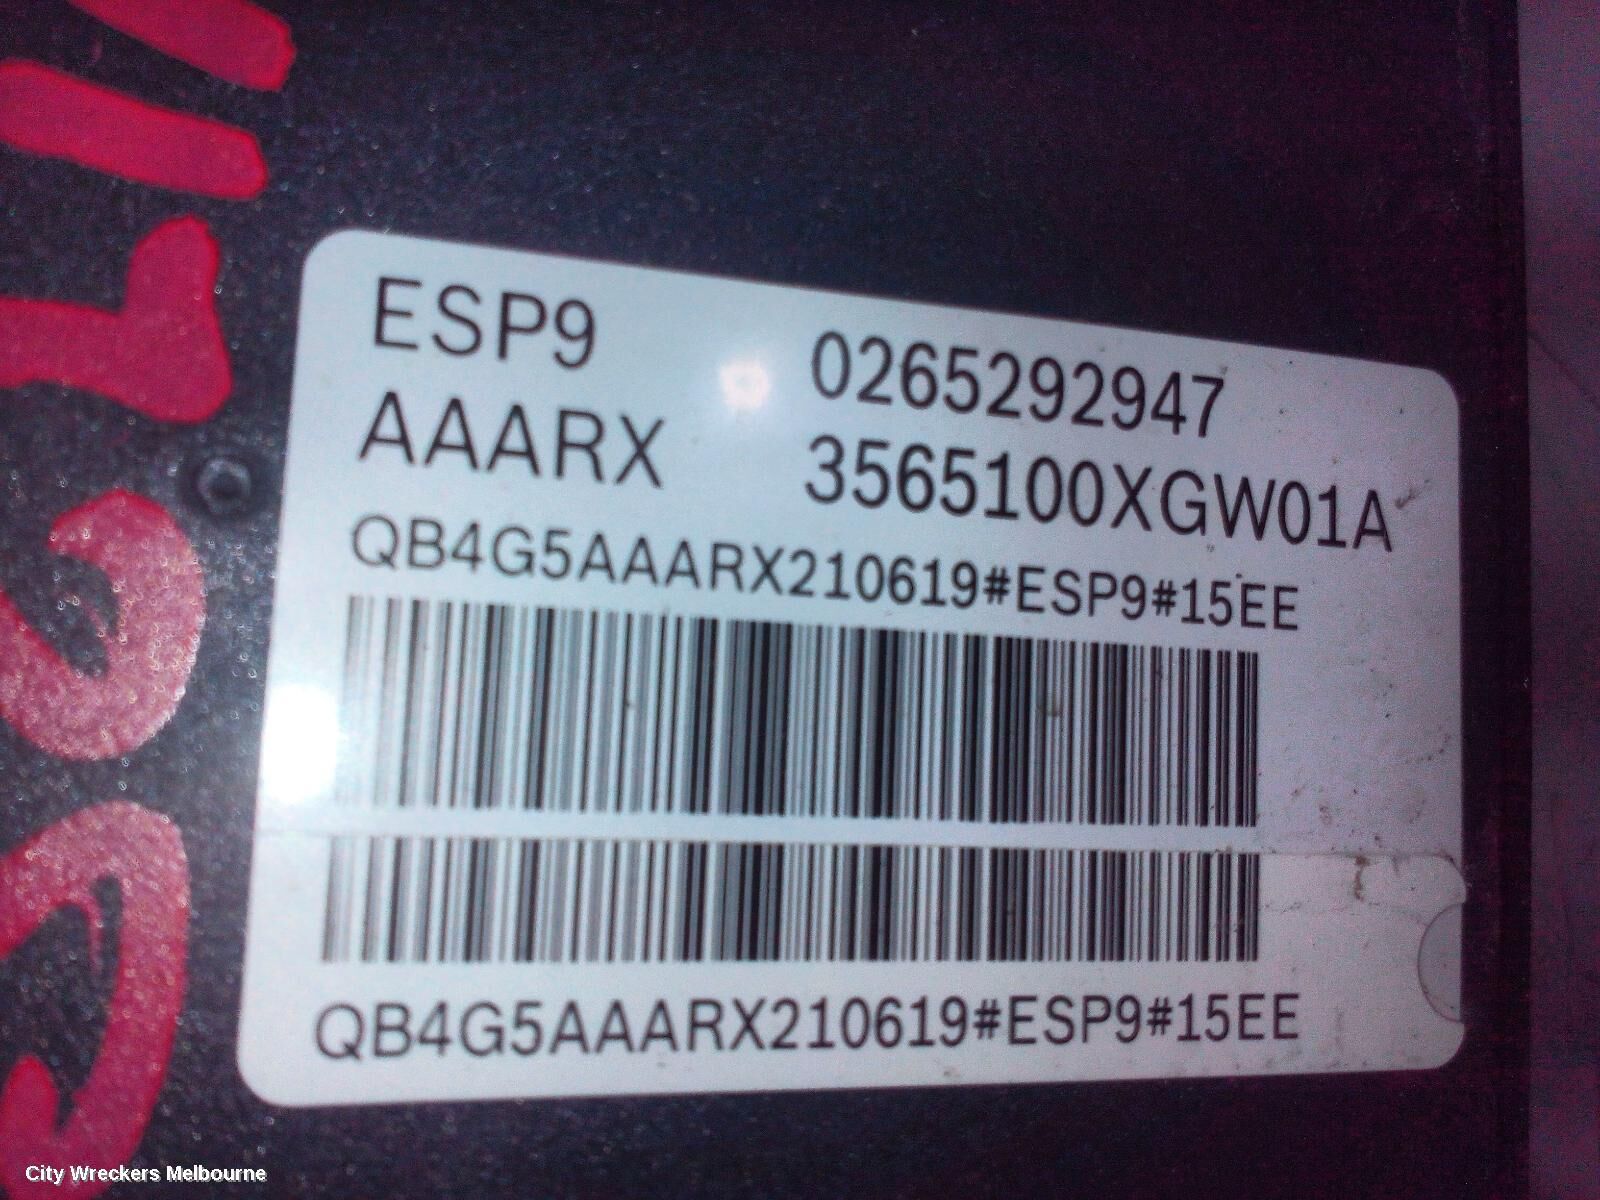 ESP9 0265292947
AAARX 3565100XGW01A
QB4G5AAARX210619#ESP9#15EE
QB4G5AAARX210619#ESP9#15EE
City Wreckers Melbourne